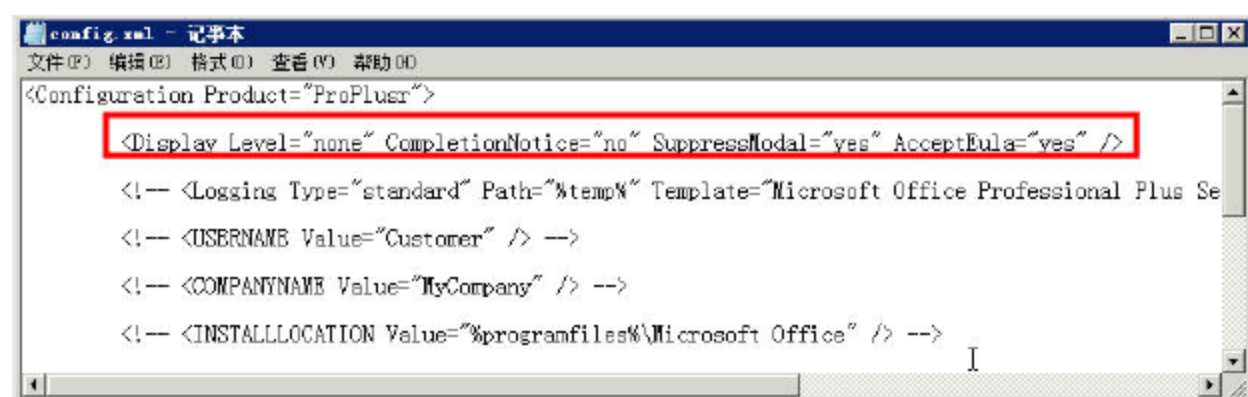 config.xml - 记事本
文件(F) 编辑(E) 格式(O) 查看(V) 帮助(H)
<Configuration Product="ProPlusr">
<Display Level="none" CompletionNotice="no" SuppressModal="yes" AcceptEula="yes" />
<!-- <Logging Type="standard" Path="%temp%" Template="Microsoft Office Professional Plus Se
<!-- <USERNAME Value="Customer" /> -->
<!-- <COMPANYNAME Value="MyCompany" /> -->
<!-- <INSTALLLOCATION Value="%programfiles%\Microsoft Office" /> -->